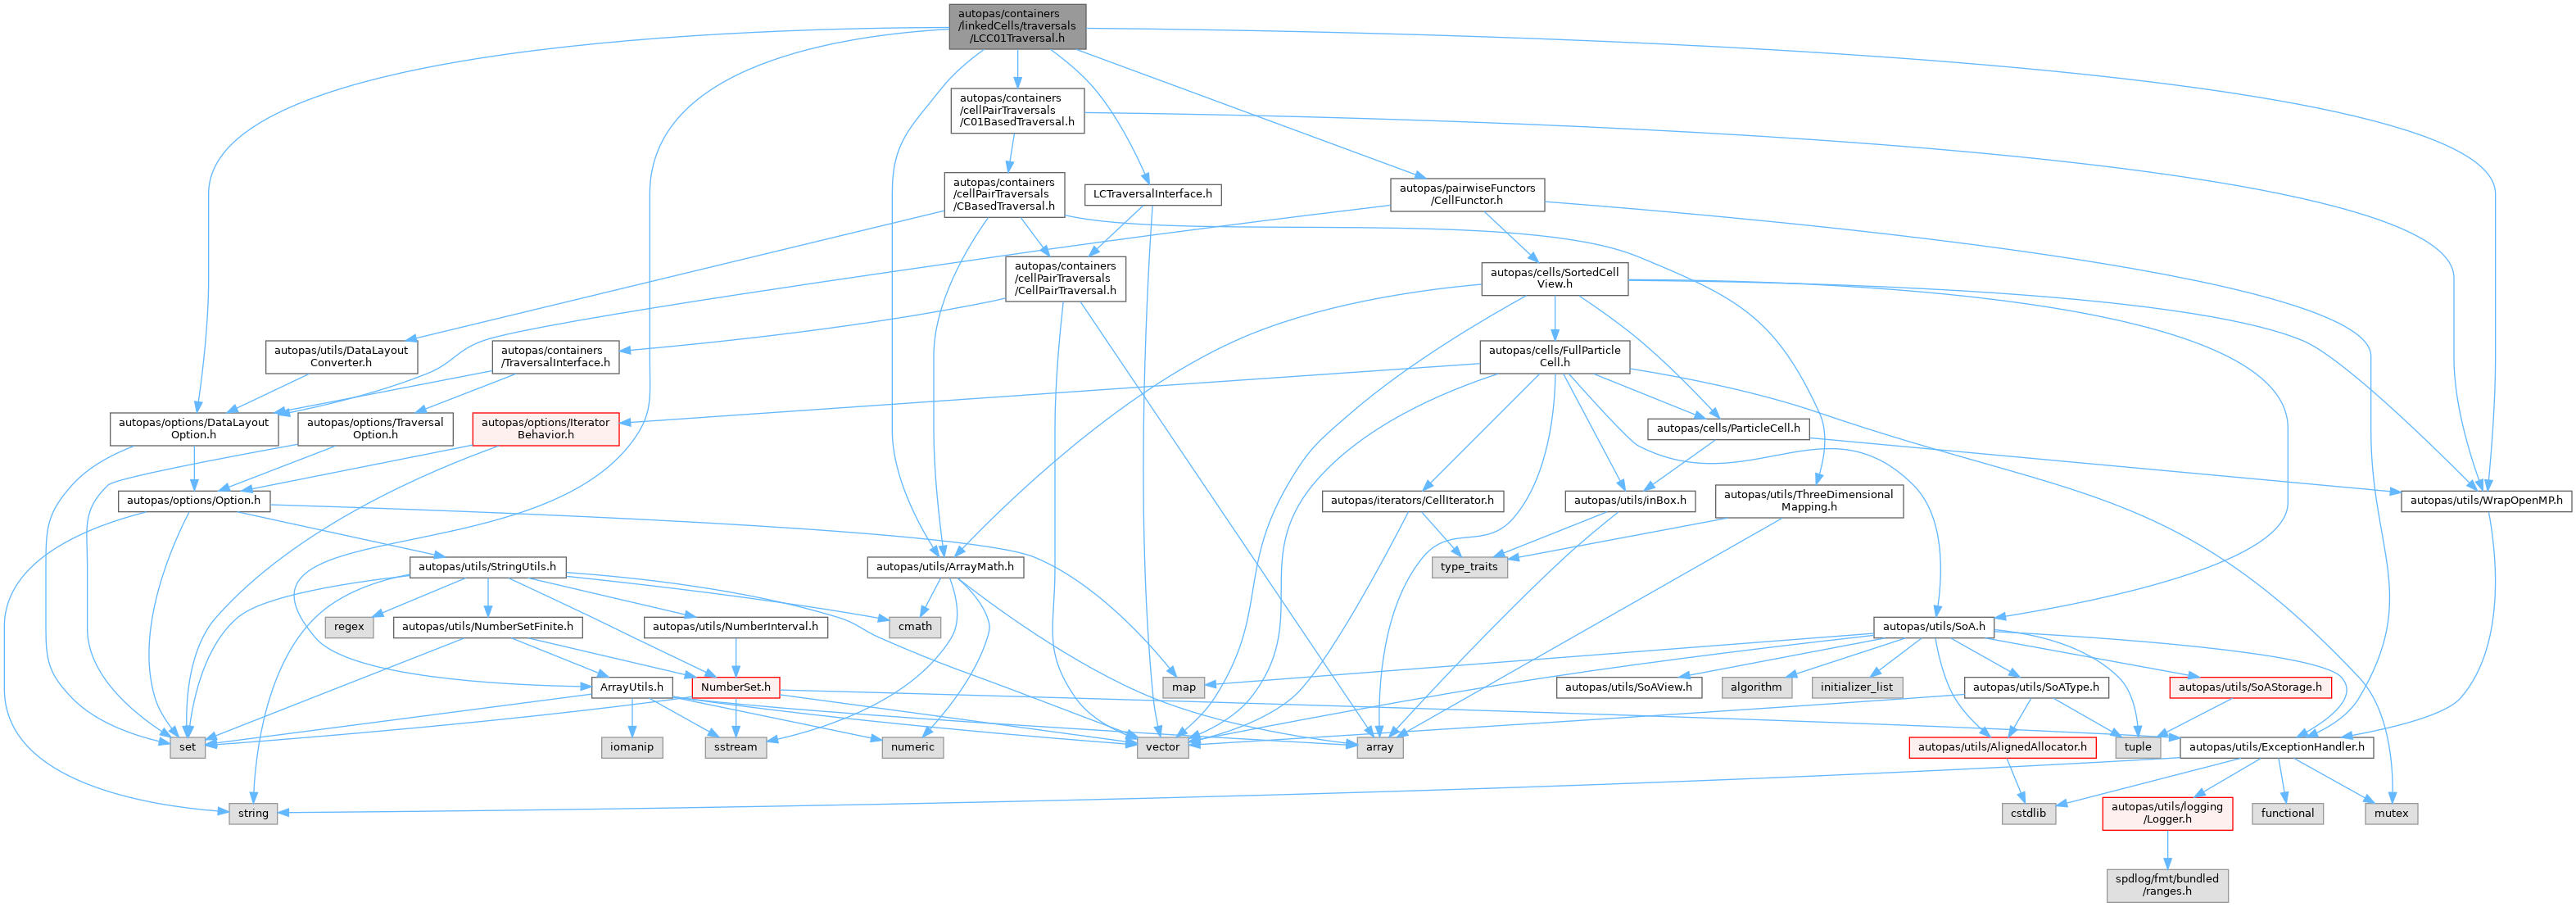 autopas/containers
/linkedCells/traversals
/LCC01Traversal.h
autopas/containers
/cellPairTraversals
/C01BasedTraversal.h
autopas/containers
/cellPairTraversals
/CBasedTraversal.h
LCTraversalInterface.h
autopas/pairwiseFunctors
/CellFunctor.h
autopas/containers
/cellPairTraversals
/CellPairTraversal.h
autopas/cells/SortedCell
View.h
autopas/utils/DataLayout
Converter.h
autopas/containers
/TraversalInterface.h
autopas/cells/FullParticle
Cell.h
autopas/options/DataLayout
Option.h
autopas/options/Traversal
Option.h
autopas/options/Iterator
Behavior.h
autopas/cells/ParticleCell.h
autopas/options/Option.h
autopas/iterators/CellIterator.h
autopas/utils/inBox.h
autopas/utils/ThreeDimensional
Mapping.h
autopas/utils/WrapOpenMP.h
autopas/utils/StringUtils.h
autopas/utils/ArrayMath.h
type_traits
regex
autopas/utils/NumberSetFinite.h
autopas/utils/NumberInterval.h
cmath
autopas/utils/SoA.h
ArrayUtils.h
NumberSet.h
map
autopas/utils/SoAView.h
algorithm
initializer_list
autopas/utils/SoAType.h
autopas/utils/SoAStorage.h
set
iomanip
sstream
numeric
vector
array
autopas/utils/AlignedAllocator.h
tuple
autopas/utils/ExceptionHandler.h
string
cstdlib
autopas/utils/logging
/Logger.h
functional
mutex
spdlog/fmt/bundled
/ranges.h